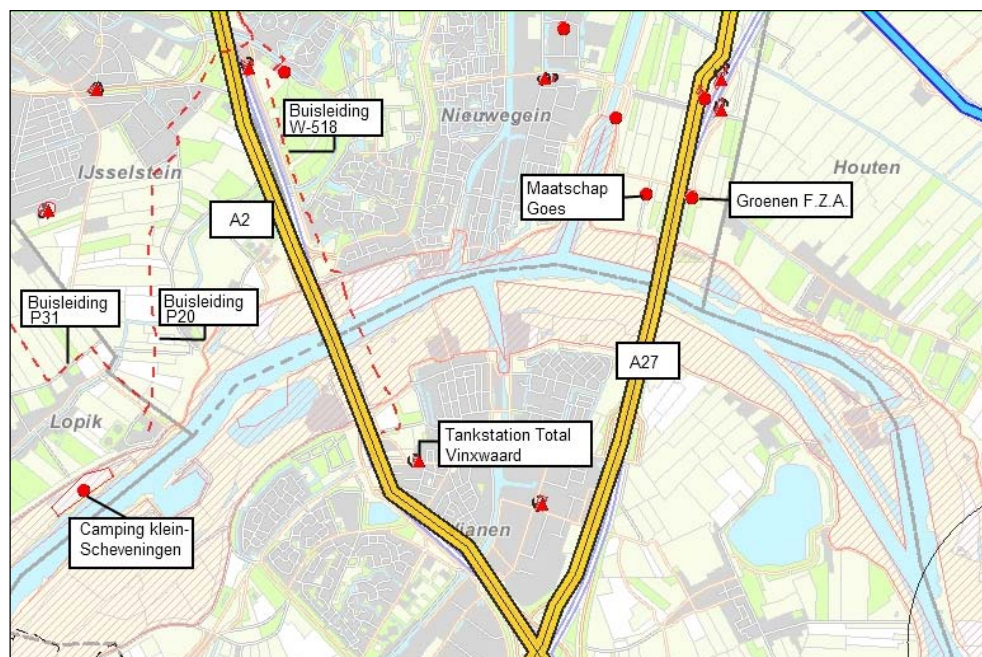 Buisleiding
W-518
Nieuwegein
IJsselstein
Houten
Maatschap
Goes
Groenen F.Z.A.
A2
Buisleiding
P31
Buisleiding
P20
A27
Lopik
Tankstation Total
Vinxwaard
Camping klein-
Scheveningen
ianen